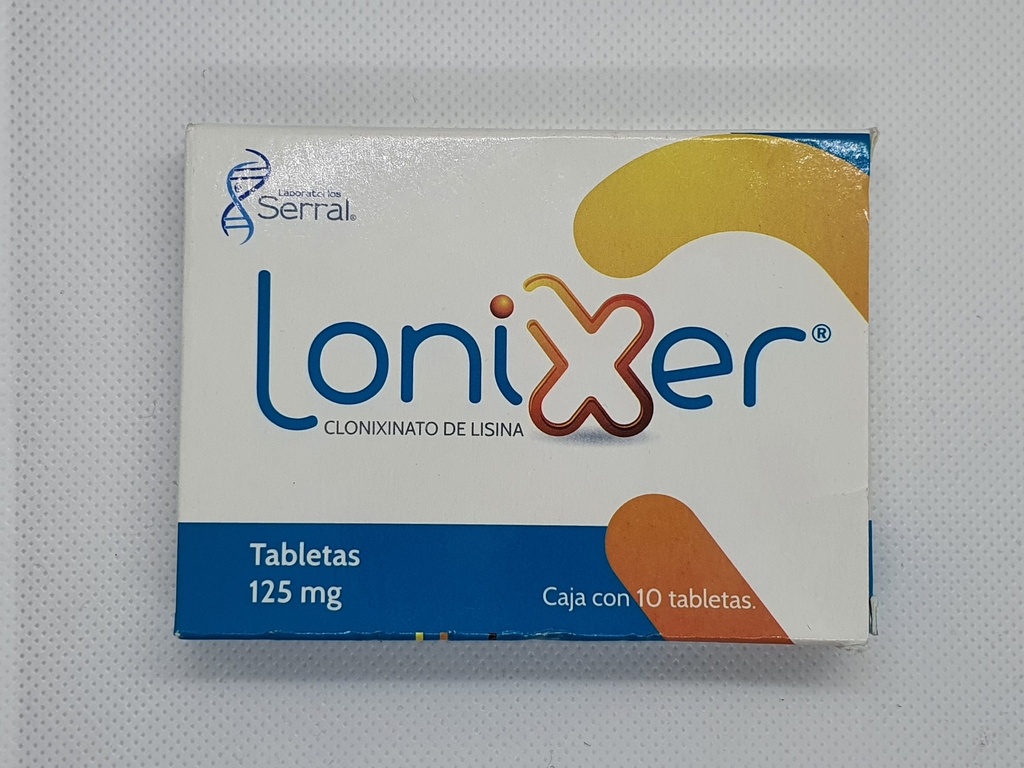 Laboratorios
Serral®
Lonixer®
CLONIXINATO DE LISINA
Tabletas
125 mg
Caja con 10 tabletas.